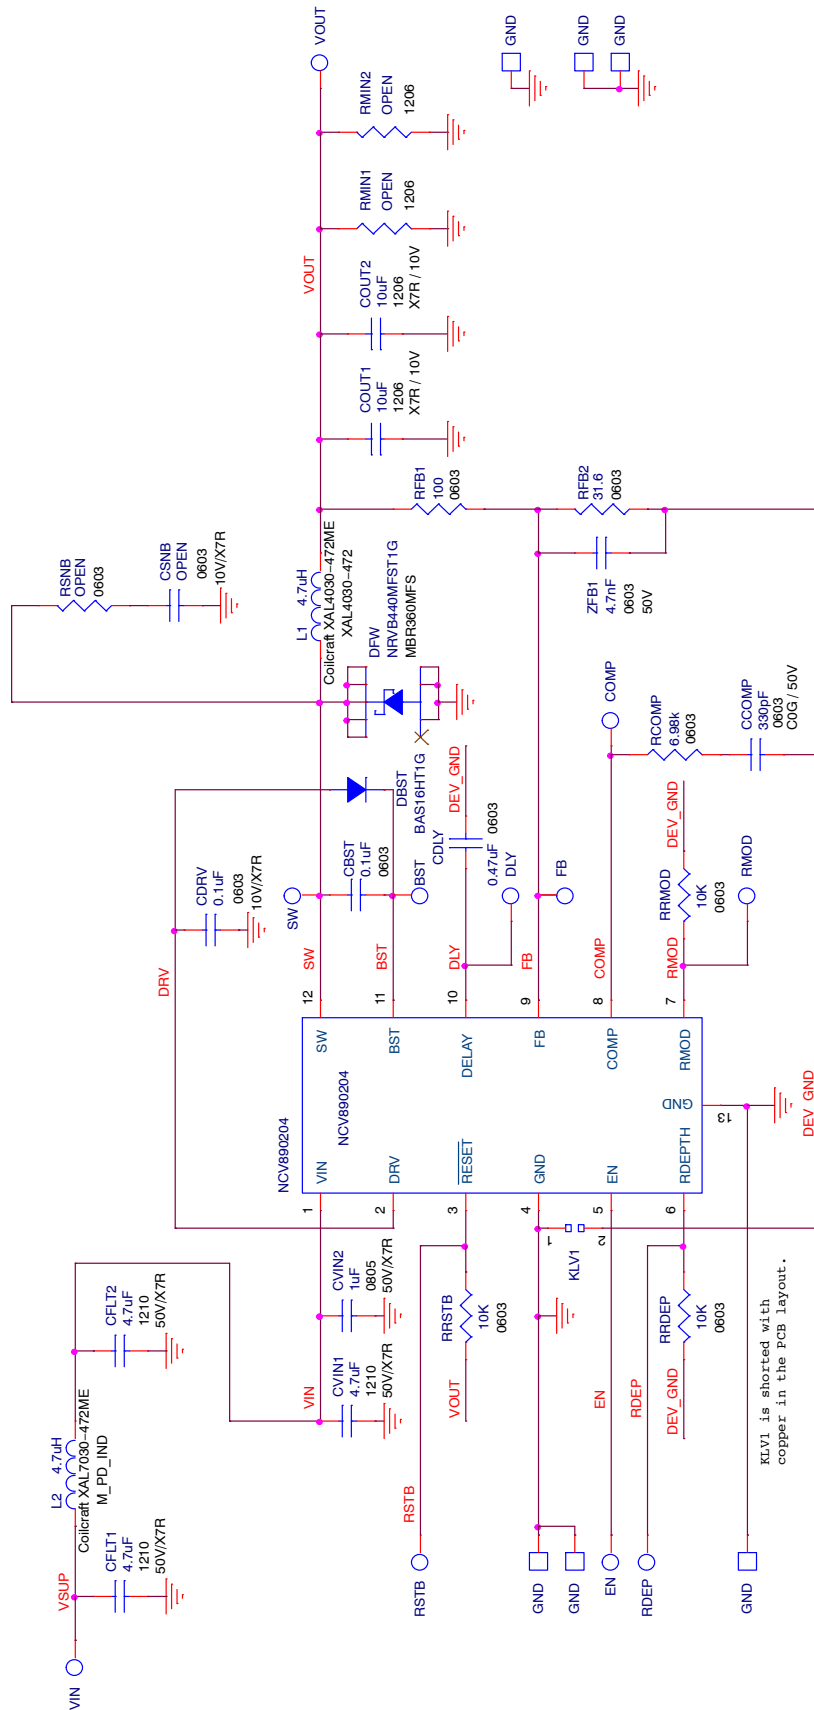 VIN
VSUP
CFLT1
4.7uF
1210
50V/X7R
L2
4.7uH
Coilcraft XAL7030-472ME
M_PD_IND
CFLT2
4.7uF
1210
50V/X7R
DRV
CDRV
0.1uF
0603
10V/X7R
RSNB
OPEN
0603
CSNB
OPEN
0603
10V/X7R
VIN
CVIN1
4.7uF
1210
50V/X7R
CVIN2
1uF
0805
50V/X7R
NCV890204
NCV890204
1
VIN
2
DRV
3
RESET
4
GND
5
EN
6
RDEPTH
12
SW
11
BST
10
DELAY
9
FB
8
COMP
7
RMOD
GND
13
DEV_GND
SW
SW
CBST
0.1uF
0603
BST
BST
DBST
BAS16HT1G
L1
4.7uH
Coilcraft XAL4030-472ME
XAL4030-472
DFW
NRVB440MFST1G
MBR360MFS
VOUT
VOUT
COUT1
10uF
1206
X7R / 10V
COUT2
10uF
1206
X7R / 10V
RMIN1
OPEN
1206
RMIN2
OPEN
1206
GND
GND
GND
RSTB
RSTB
RRSTB
10K
0603
VOUT
DLY
CDLY
0.47uF
0603
DEV_GND
DLY
RFB1
100
0603
FB
FB
RFB2
31.6
0603
ZFB1
4.7nF
0603
50V
GND
GND
1
2
KLV1
EN
EN
COMP
COMP
RCOMP
6.98k
0603
CCOMP
330pF
0603
C0G / 50V
RDEP
RDEP
RRDEP
10K
0603
DEV_GND
RMOD
RRMOD
10K
0603
DEV_GND
RMOD
GND
KLV1 is shorted with
copper in the PCB layout.